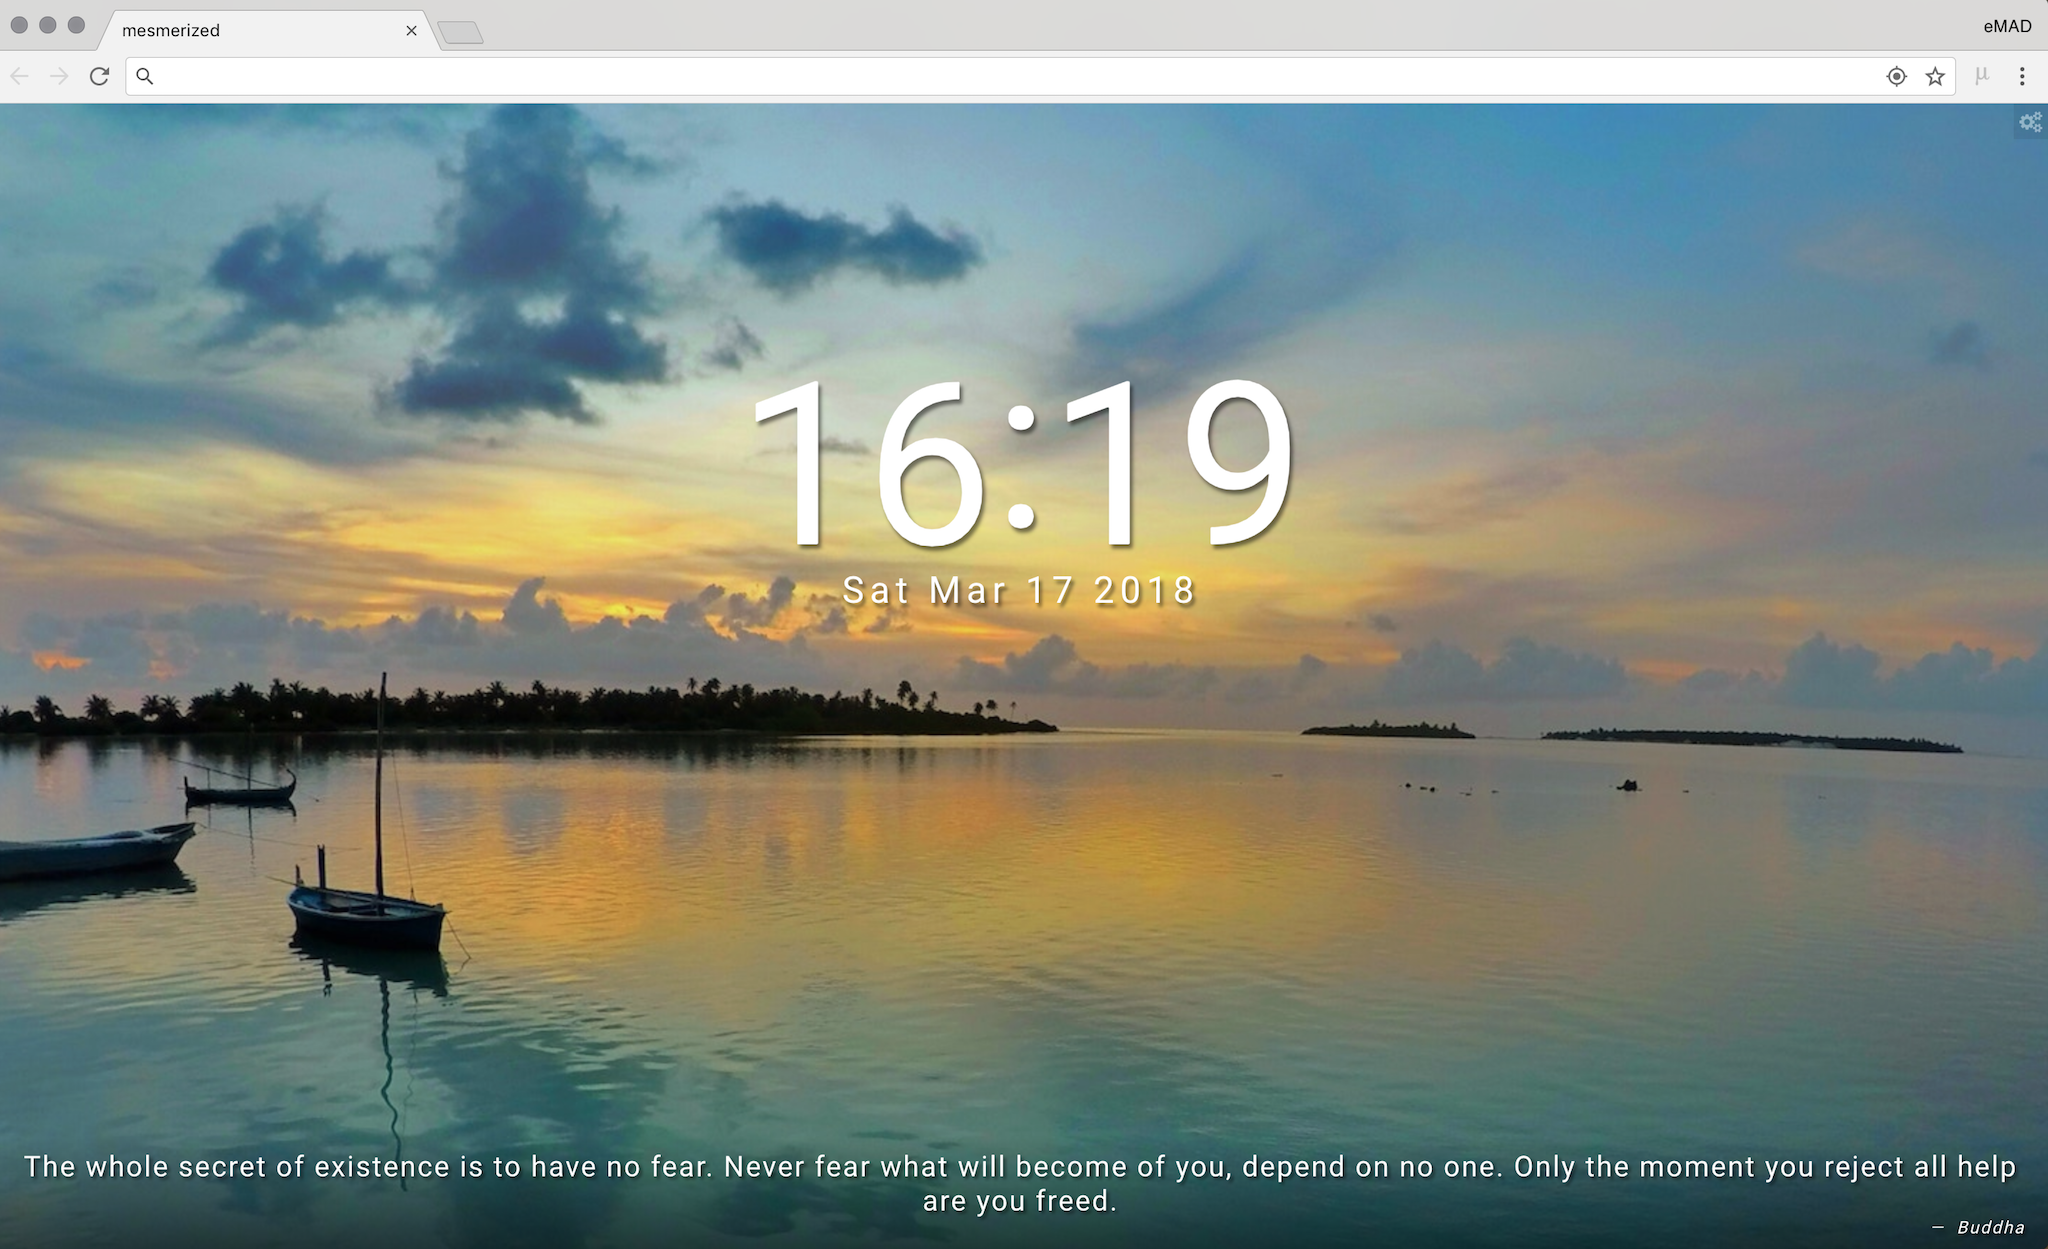 mesmerized
eMAD
µ
16:19
Sat Mar 17 2018
The whole secret of existence is to have no fear. Never fear what will become of you, depend on no one. Only the moment you reject all help
are you freed.
— Buddha